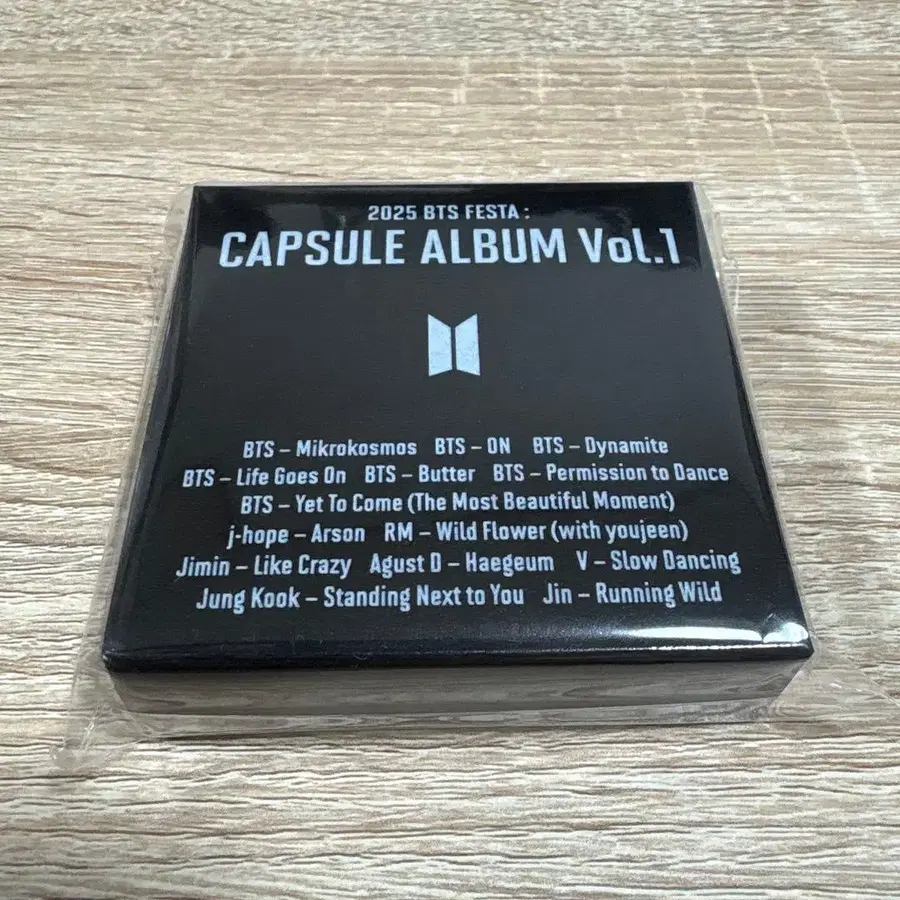 2025 BTS FESTA :
CAPSULE ALBUM Vol.1
BTS – Mikrokosmos BTS – ON BTS – Dynamite
BTS – Life Goes On BTS – Butter BTS – Permission to Dance
BTS – Yet To Come (The Most Beautiful Moment)
j-hope – Arson RM – Wild Flower (with youjeen)
Jimin – Like Crazy Agust D – Haegeum V – Slow Dancing
Jung Kook – Standing Next to You Jin – Running Wild